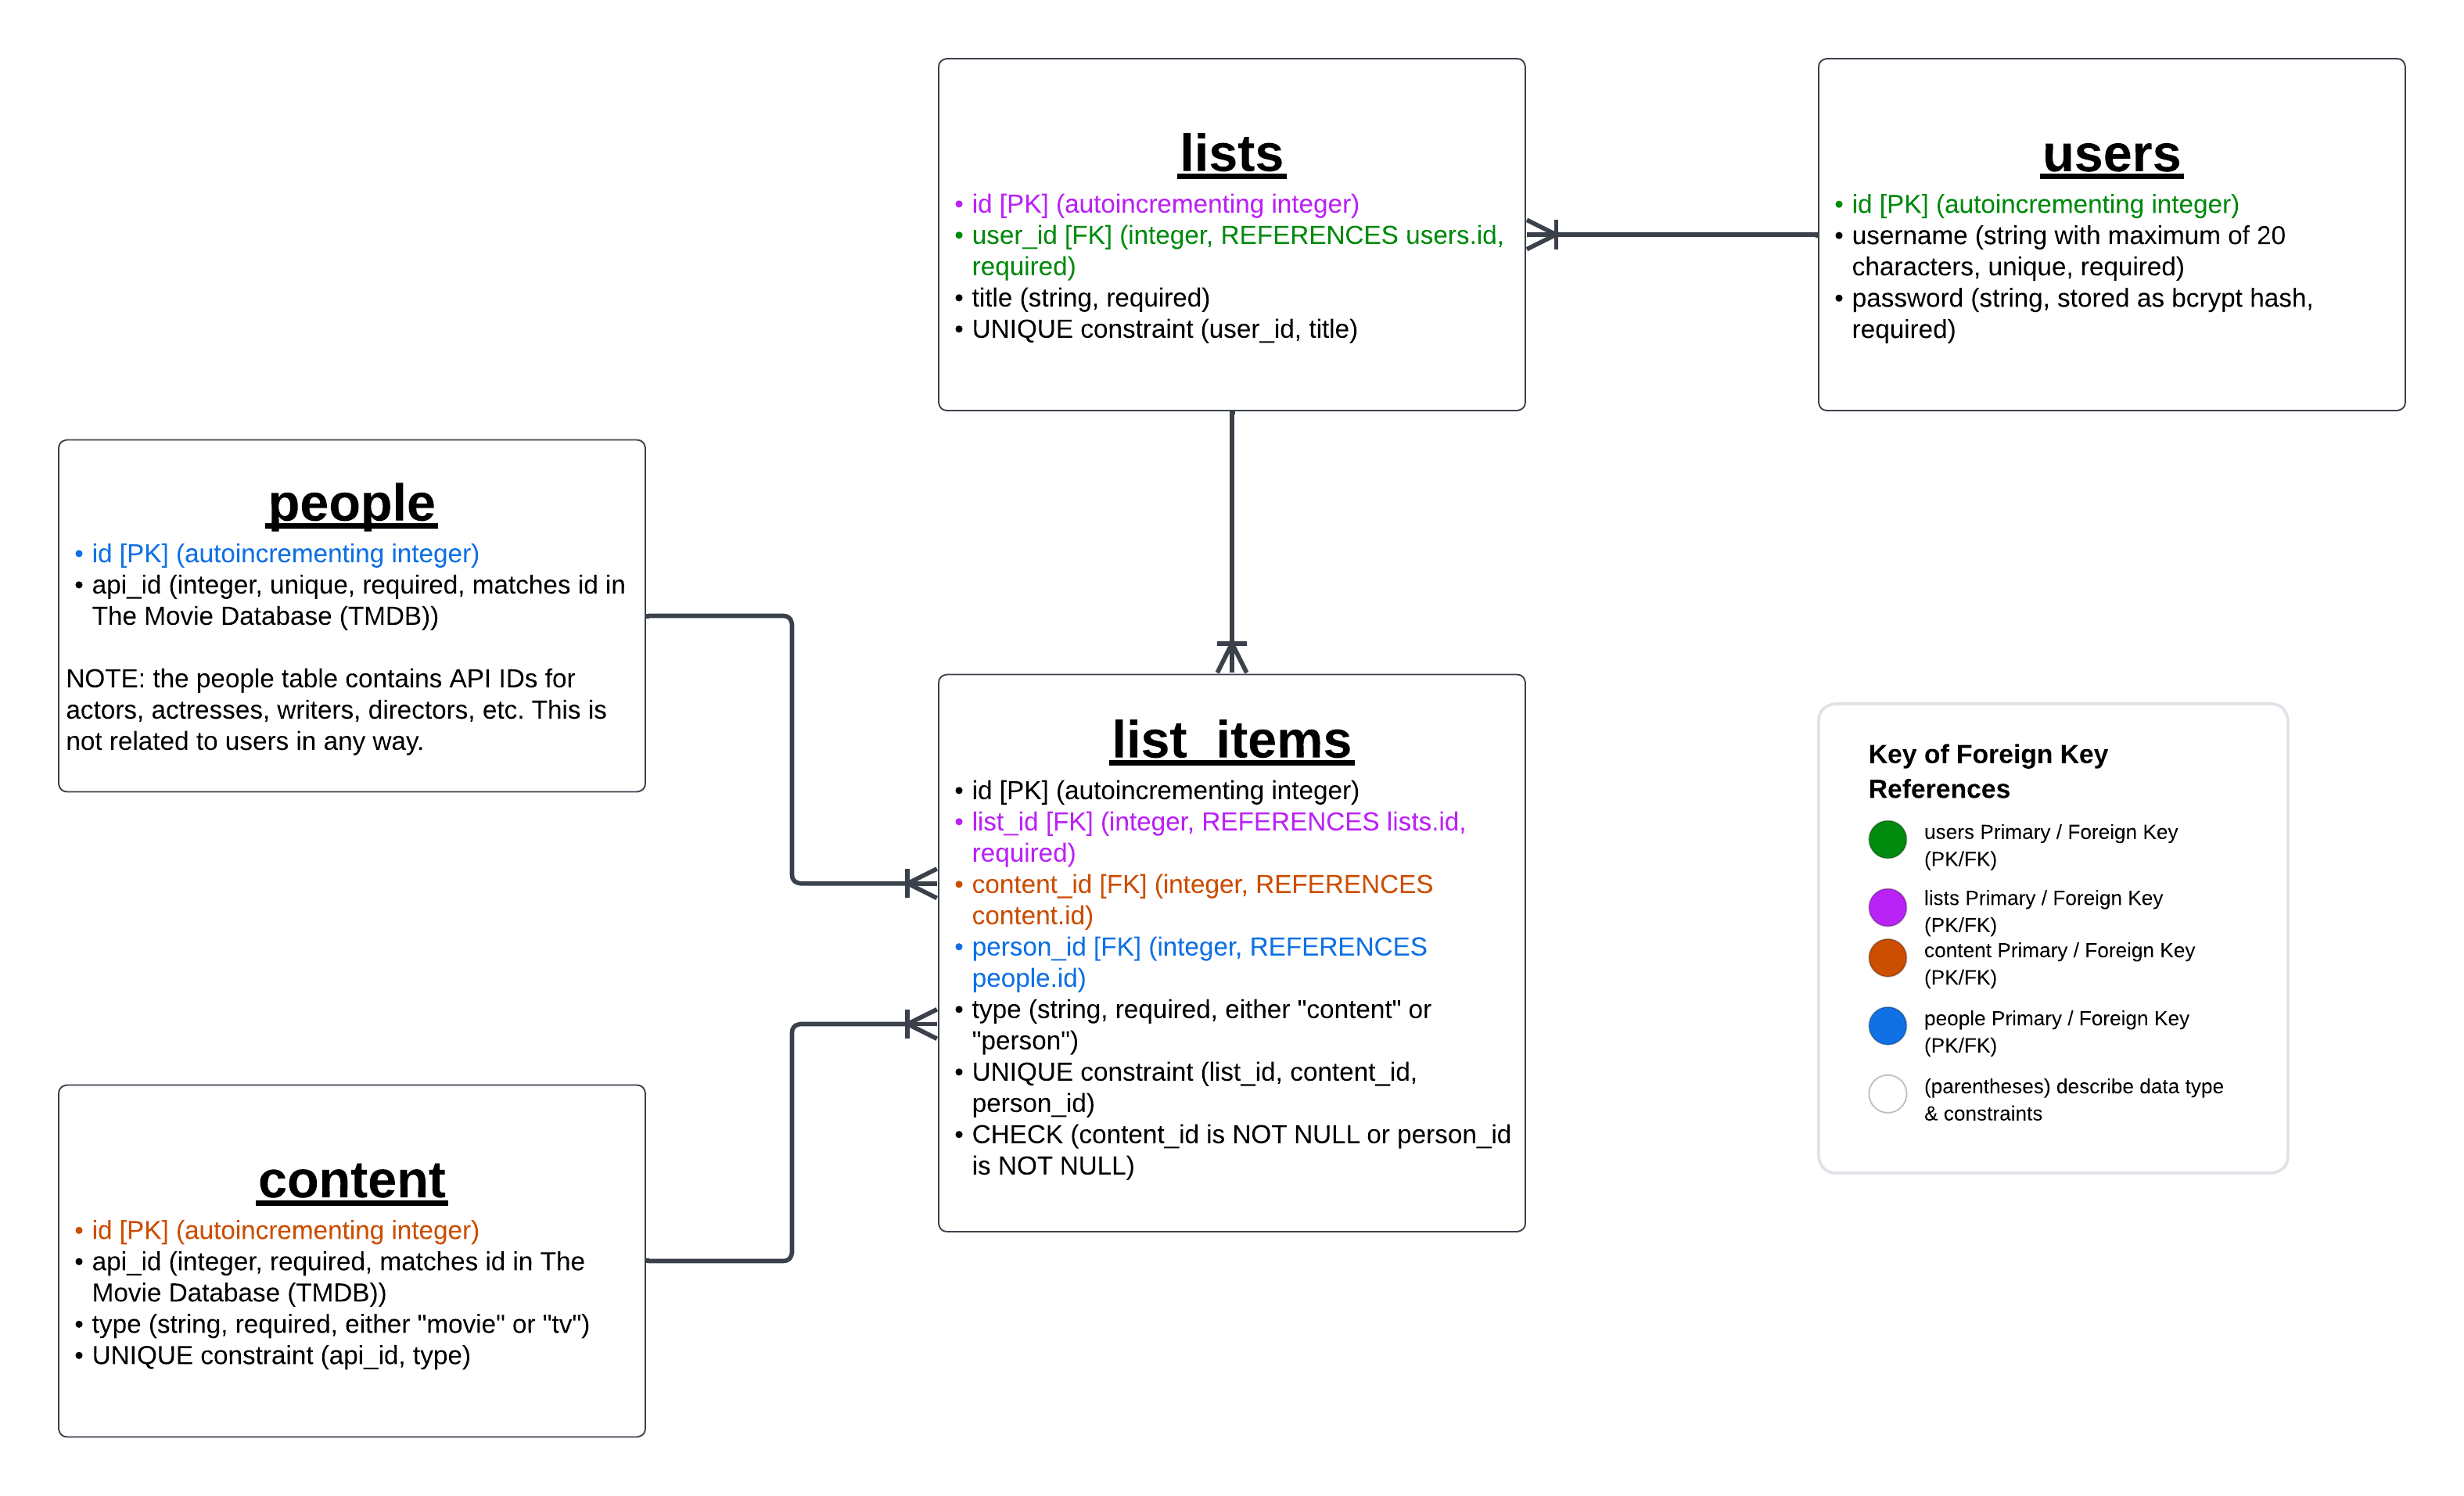 lists
• id [PK] (autoincrementing integer)
• user_id [FK] (integer, REFERENCES users.id,
required)
• title (string, required)
• UNIQUE constraint (user_id, title)
users
• id [PK] (autoincrementing integer)
• username (string with maximum of 20
characters, unique, required)
• password (string, stored as bcrypt hash,
required)
people
• id [PK] (autoincrementing integer)
• api_id (integer, unique, required, matches id in
The Movie Database (TMDB))
NOTE: the people table contains API IDs for
actors, actresses, writers, directors, etc. This is
not related to users in any way.
list_items
• id [PK] (autoincrementing integer)
• list_id [FK] (integer, REFERENCES lists.id,
required)
• content_id [FK] (integer, REFERENCES
content.id)
• person_id [FK] (integer, REFERENCES
people.id)
• type (string, required, either "content" or
"person")
• UNIQUE constraint (list_id, content_id,
person_id)
• CHECK (content_id is NOT NULL or person_id
is NOT NULL)
Key of Foreign Key
References
users Primary / Foreign Key
(PK/FK)
lists Primary / Foreign Key
(PK/FK)
content Primary / Foreign Key
(PK/FK)
people Primary / Foreign Key
(PK/FK)
(parentheses) describe data type
& constraints
content
• id [PK] (autoincrementing integer)
• api_id (integer, required, matches id in The
Movie Database (TMDB))
• type (string, required, either "movie" or "tv")
• UNIQUE constraint (api_id, type)